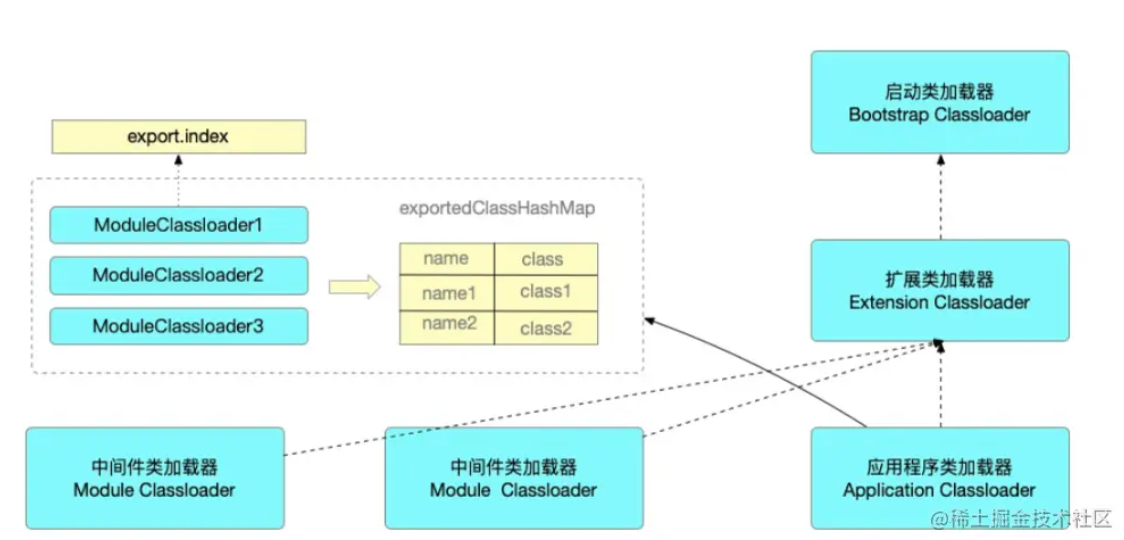 启动类加载器
Bootstrap Classloader
export.index
ModuleClassloader1
ModuleClassloader2
ModuleClassloader3
exportedClassHashMap
name class
name1 class1
name2 class2
扩展类加载器
Extension Classloader
中间件类加载器
Module Classloader
中间件类加载器
Module Classloader
应用程序类加载器
Application Classloader
@稀土掘金技术社区